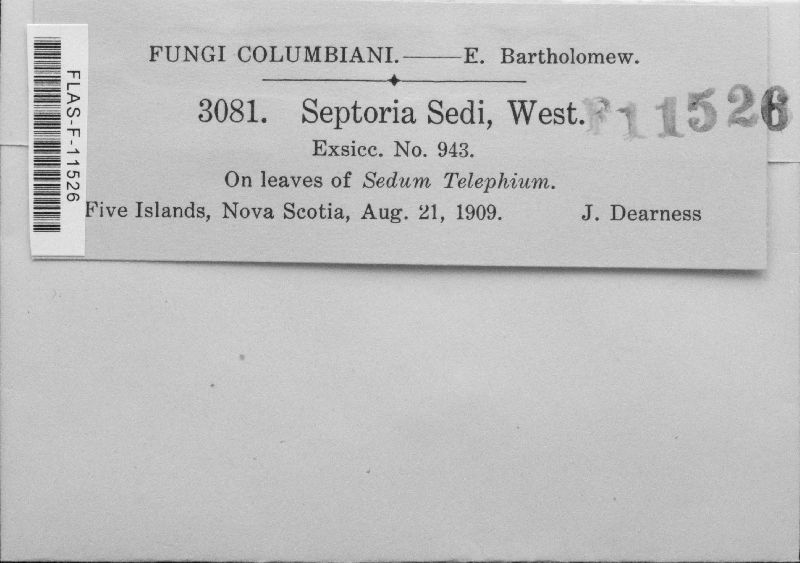 FUNGI COLUMBIANI.——E. Bartholomew.
3081. Septoria Sedi, West.
F11526
Exsicc. No. 943.
On leaves of Sedum Telephium.
Five Islands, Nova Scotia, Aug. 21, 1909. J. Dearness
FLAS-F-11526